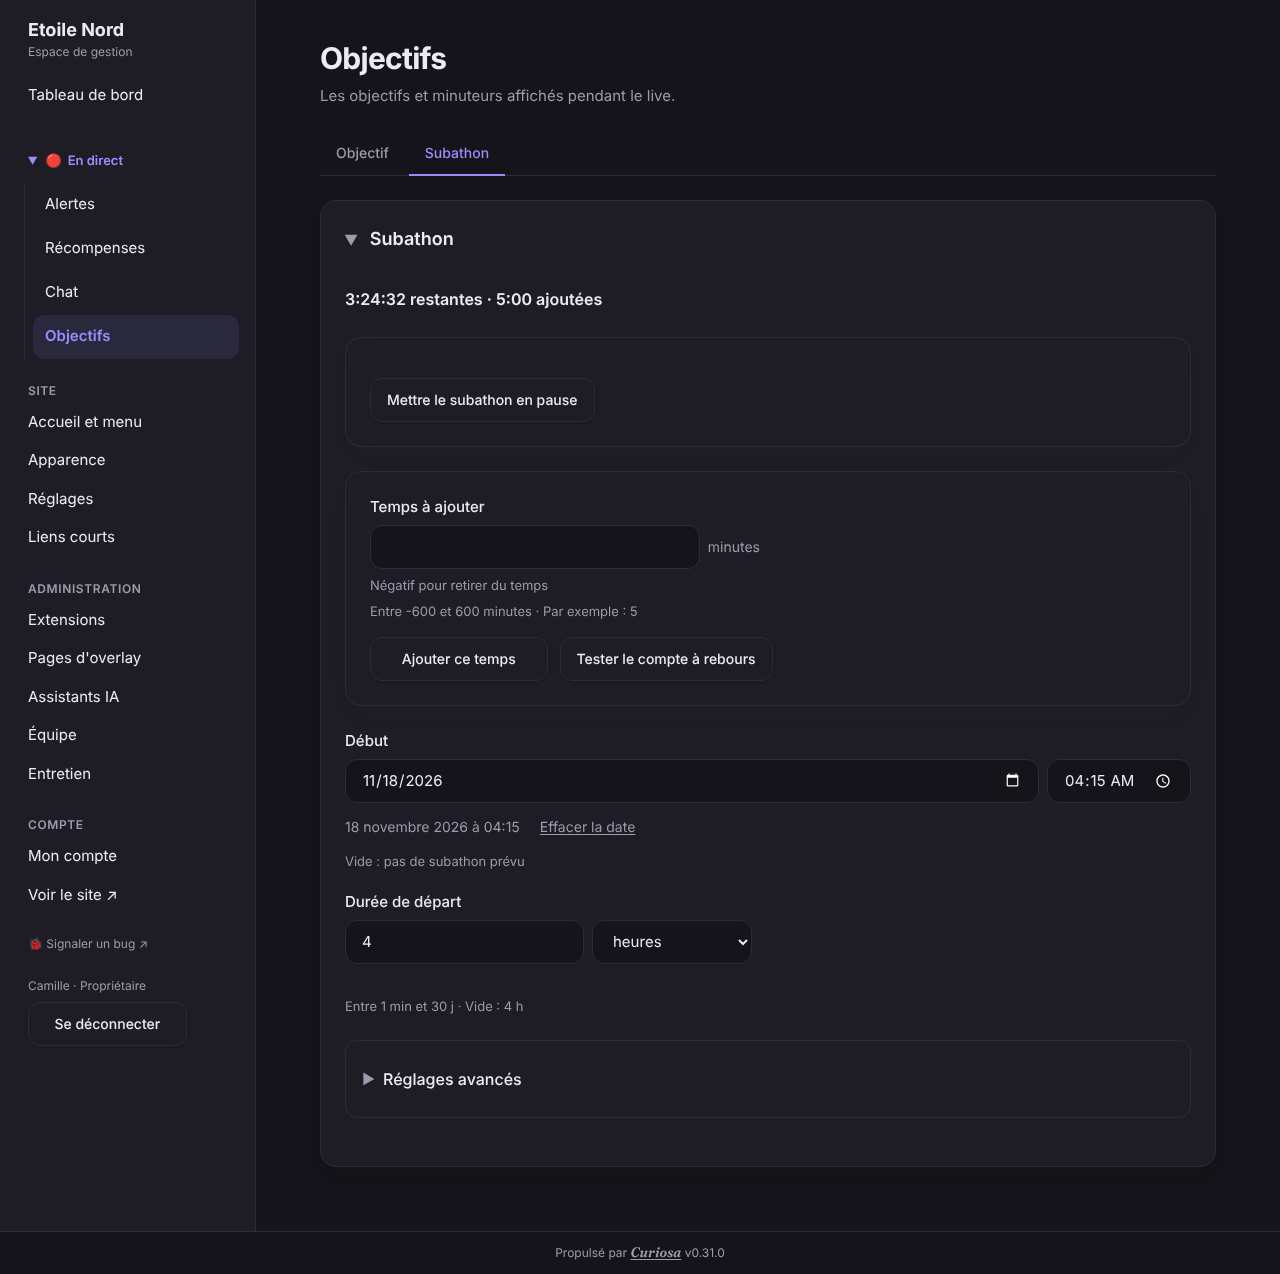 Etoile Nord
Espace de gestion
Tableau de bord
▼ 🔴 En direct
Alertes
Récompenses
Chat
Objectifs
SITE
Accueil et menu
Apparence
Réglages
Liens courts
ADMINISTRATION
Extensions
Pages d'overlay
Assistants IA
Équipe
Entretien
COMPTE
Mon compte
Voir le site ↗
🐞 Signaler un bug ↗
Camille · Propriétaire
Se déconnecter
Objectifs
Les objectifs et minuteurs affichés pendant le live.
Objectif Subathon
▼ Subathon
3:24:32 restantes · 5:00 ajoutées
Mettre le subathon en pause
Temps à ajouter
minutes
Négatif pour retirer du temps
Entre -600 et 600 minutes · Par exemple : 5
Ajouter ce temps Tester le compte à rebours
Début
11/18/2026 04:15 AM
18 novembre 2026 à 04:15 Effacer la date
Vide : pas de subathon prévu
Durée de départ
4 heures
Entre 1 min et 30 j · Vide : 4 h
▶ Réglages avancés
Propulsé par Curiosa v0.31.0